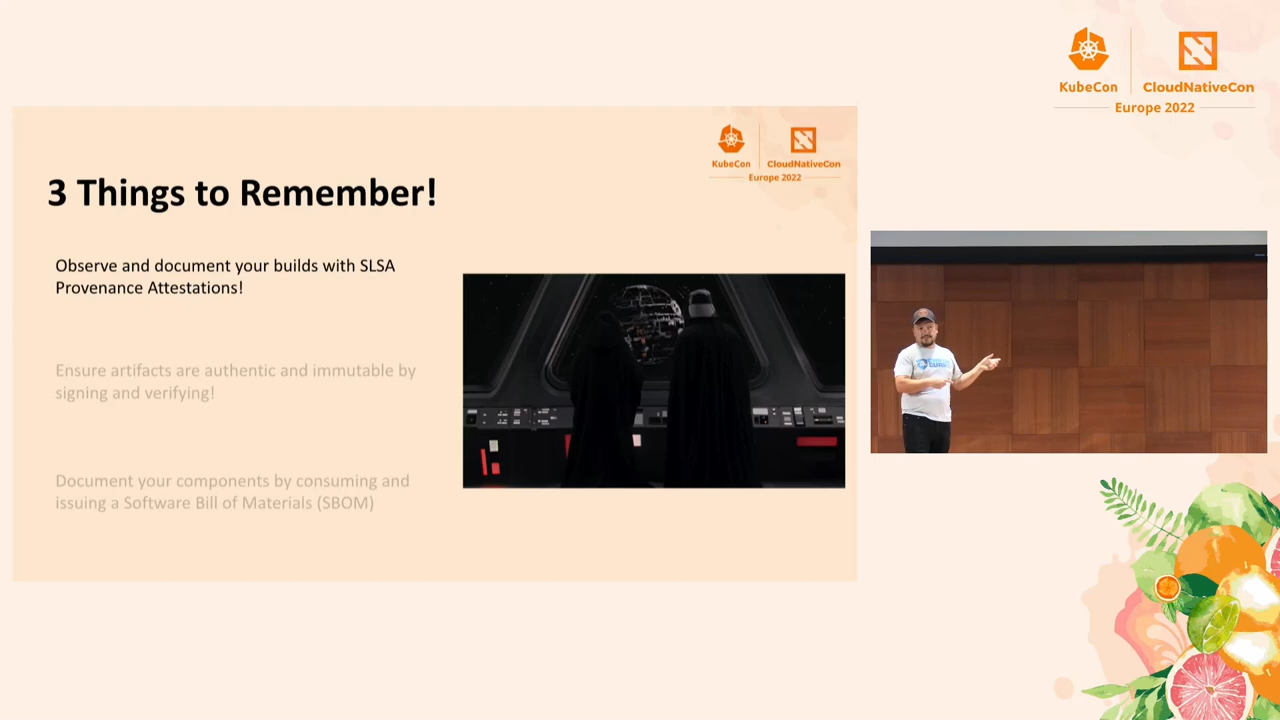 KubeCon
CloudNativeCon
Europe 2022
KubeCon
CloudNativeCon
Europe 2022
3 Things to Remember!
Observe and document your builds with SLSA
Provenance Attestations!
Ensure artifacts are authentic and immutable by
signing and verifying!
Document your components by consuming and
issuing a Software Bill of Materials (SBOM)